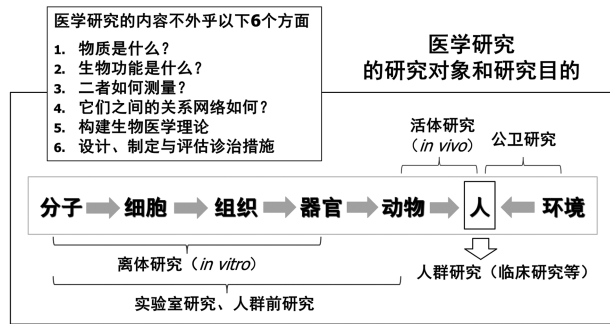 医学研究的内容不外乎以下6个方面
1. 物质是什么?
2. 生物功能是什么?
3. 二者如何测量?
4. 它们之间的关系网络如何?
5. 构建生物医学理论
6. 设计、制定与评估诊治措施
医学研究
的研究对象和研究目的
活体研究
(in vivo)
公卫研究
分子 细胞 组织 器官 动物 人 环境
离体研究(in vitro)
人群研究(临床研究等)
实验室研究、人群前研究